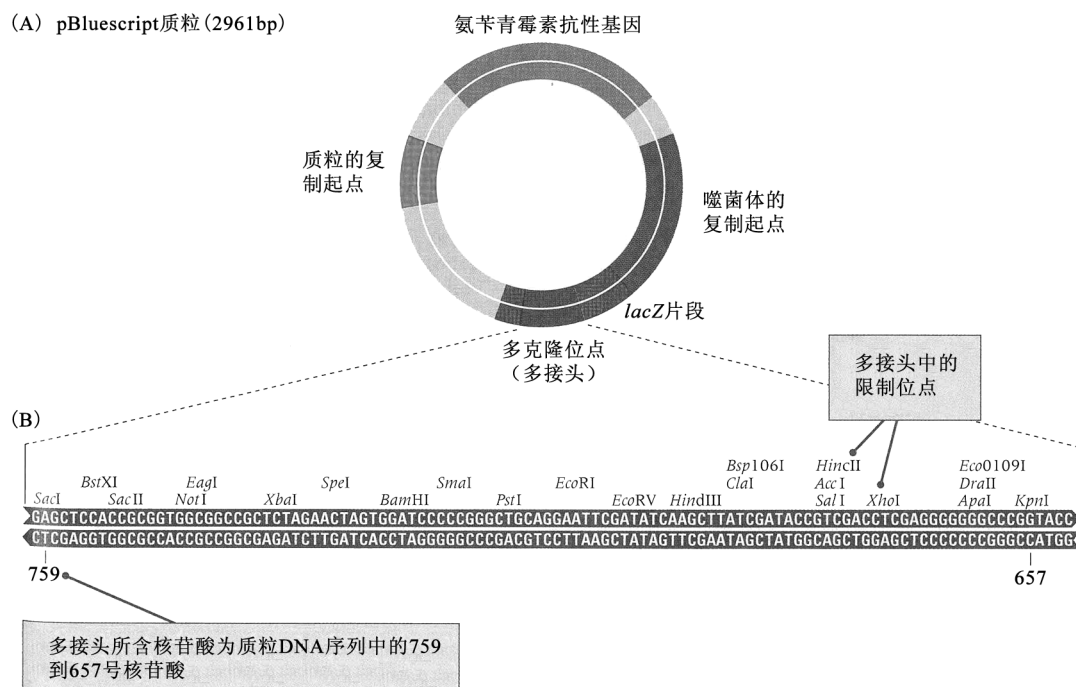 (A) pBluescript质粒(2961bp)
氨苄青霉素抗性基因
质粒的复
制起点
噬菌体的
复制起点
lacZ片段
多克隆位点
(多接头)
多接头中的
限制位点
(B)
Bsp106I HincII Eco0109I
BstXI EagI SpeI SmaI EcoRI ClaI AccI DraII
SacI SacII NotI XbaI BamHI PstI EcoRV HindIII SalI XhoI ApaI KpnI
GAGCTCCACCGCGGTGGCGGCCGCTCTAGAACTAGTGGATCCCCCGGGCTGCAGGAATTCGATATCAAGCTTATCGATACCGTCGACCTCGAGGGGGGGCCCGGTACC
CTCGAGGTGGCGCCACCGCCGGCGAGATCTTGATCACCTAGGGGGCCCGACGTCCTTAAGCTATAGTTCGAATAGCTATGGCAGCTGGAGCTCCCCCCCGGGCCATGG
759 657
多接头所含核苷酸为质粒DNA序列中的759
到657号核苷酸